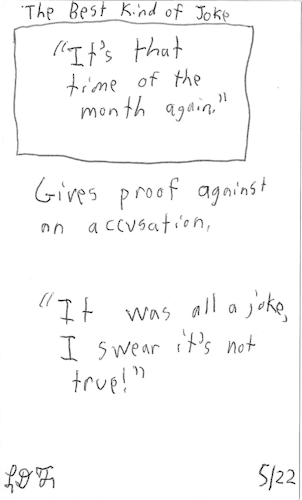 The Best Kind of Joke
"It's that
time of the
month again."
Gives proof against
an accusation.
"It was all a joke,
I swear it's not
true!"
5/22